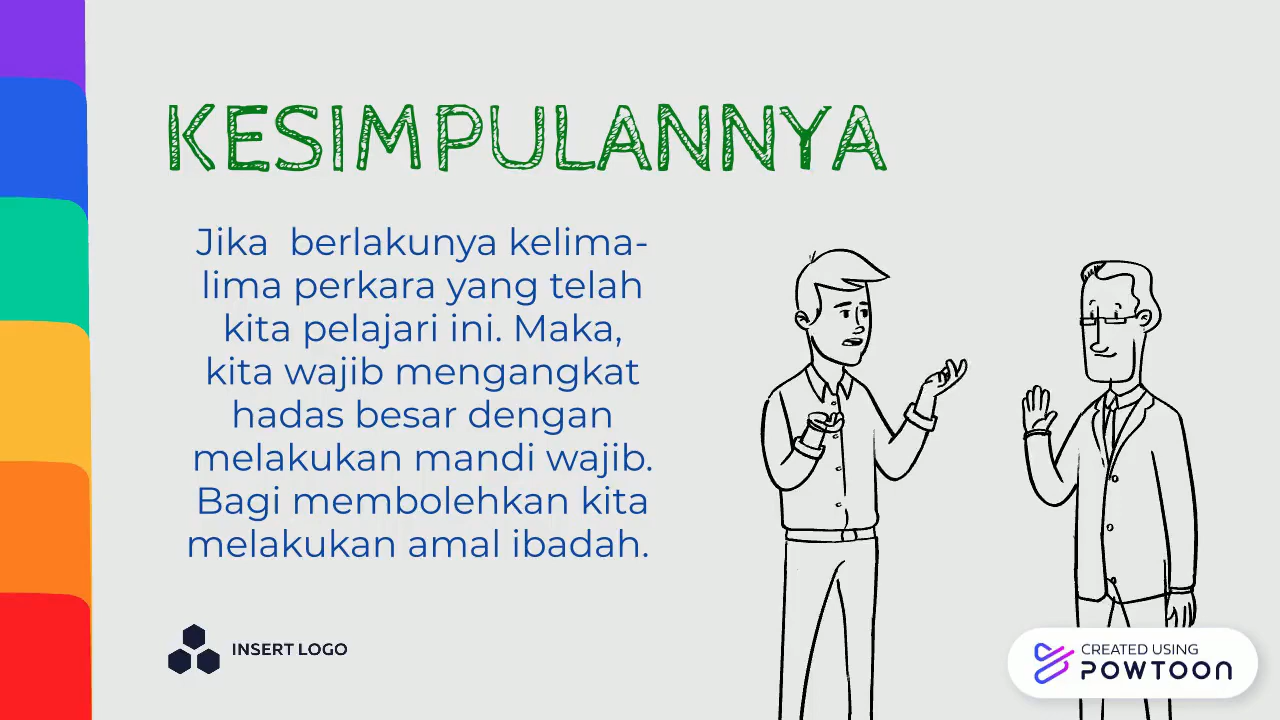 KESIMPULANNYA
Jika  berlakunya kelima-
lima perkara yang telah
kita pelajari ini. Maka,
kita wajib mengangkat
hadas besar dengan
melakukan mandi wajib.
Bagi membolehkan kita
melakukan amal ibadah.
INSERT LOGO
CREATED USING
POWTOON